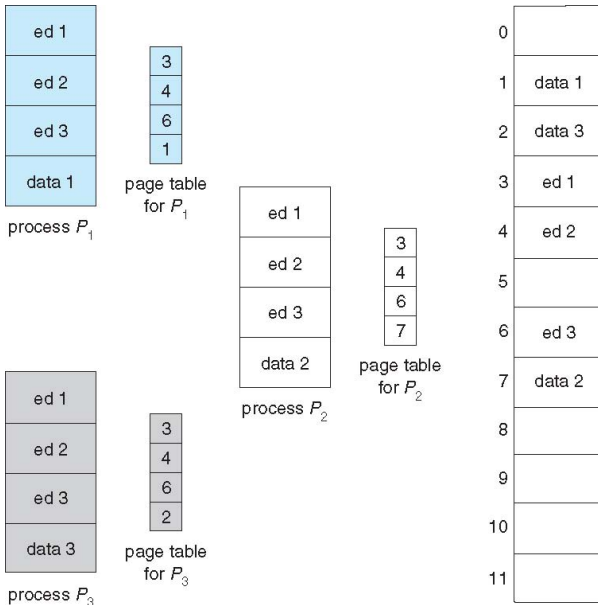 ed 1
ed 2
ed 3
data 1
process P₁
3
4
6
1
page table
for P₁
ed 1
ed 2
ed 3
data 2
process P₂
3
4
6
7
page table
for P₂
ed 1
ed 2
ed 3
data 3
process P₃
3
4
6
2
page table
for P₃
0
1 data 1
2 data 3
3 ed 1
4 ed 2
5
6 ed 3
7 data 2
8
9
10
11